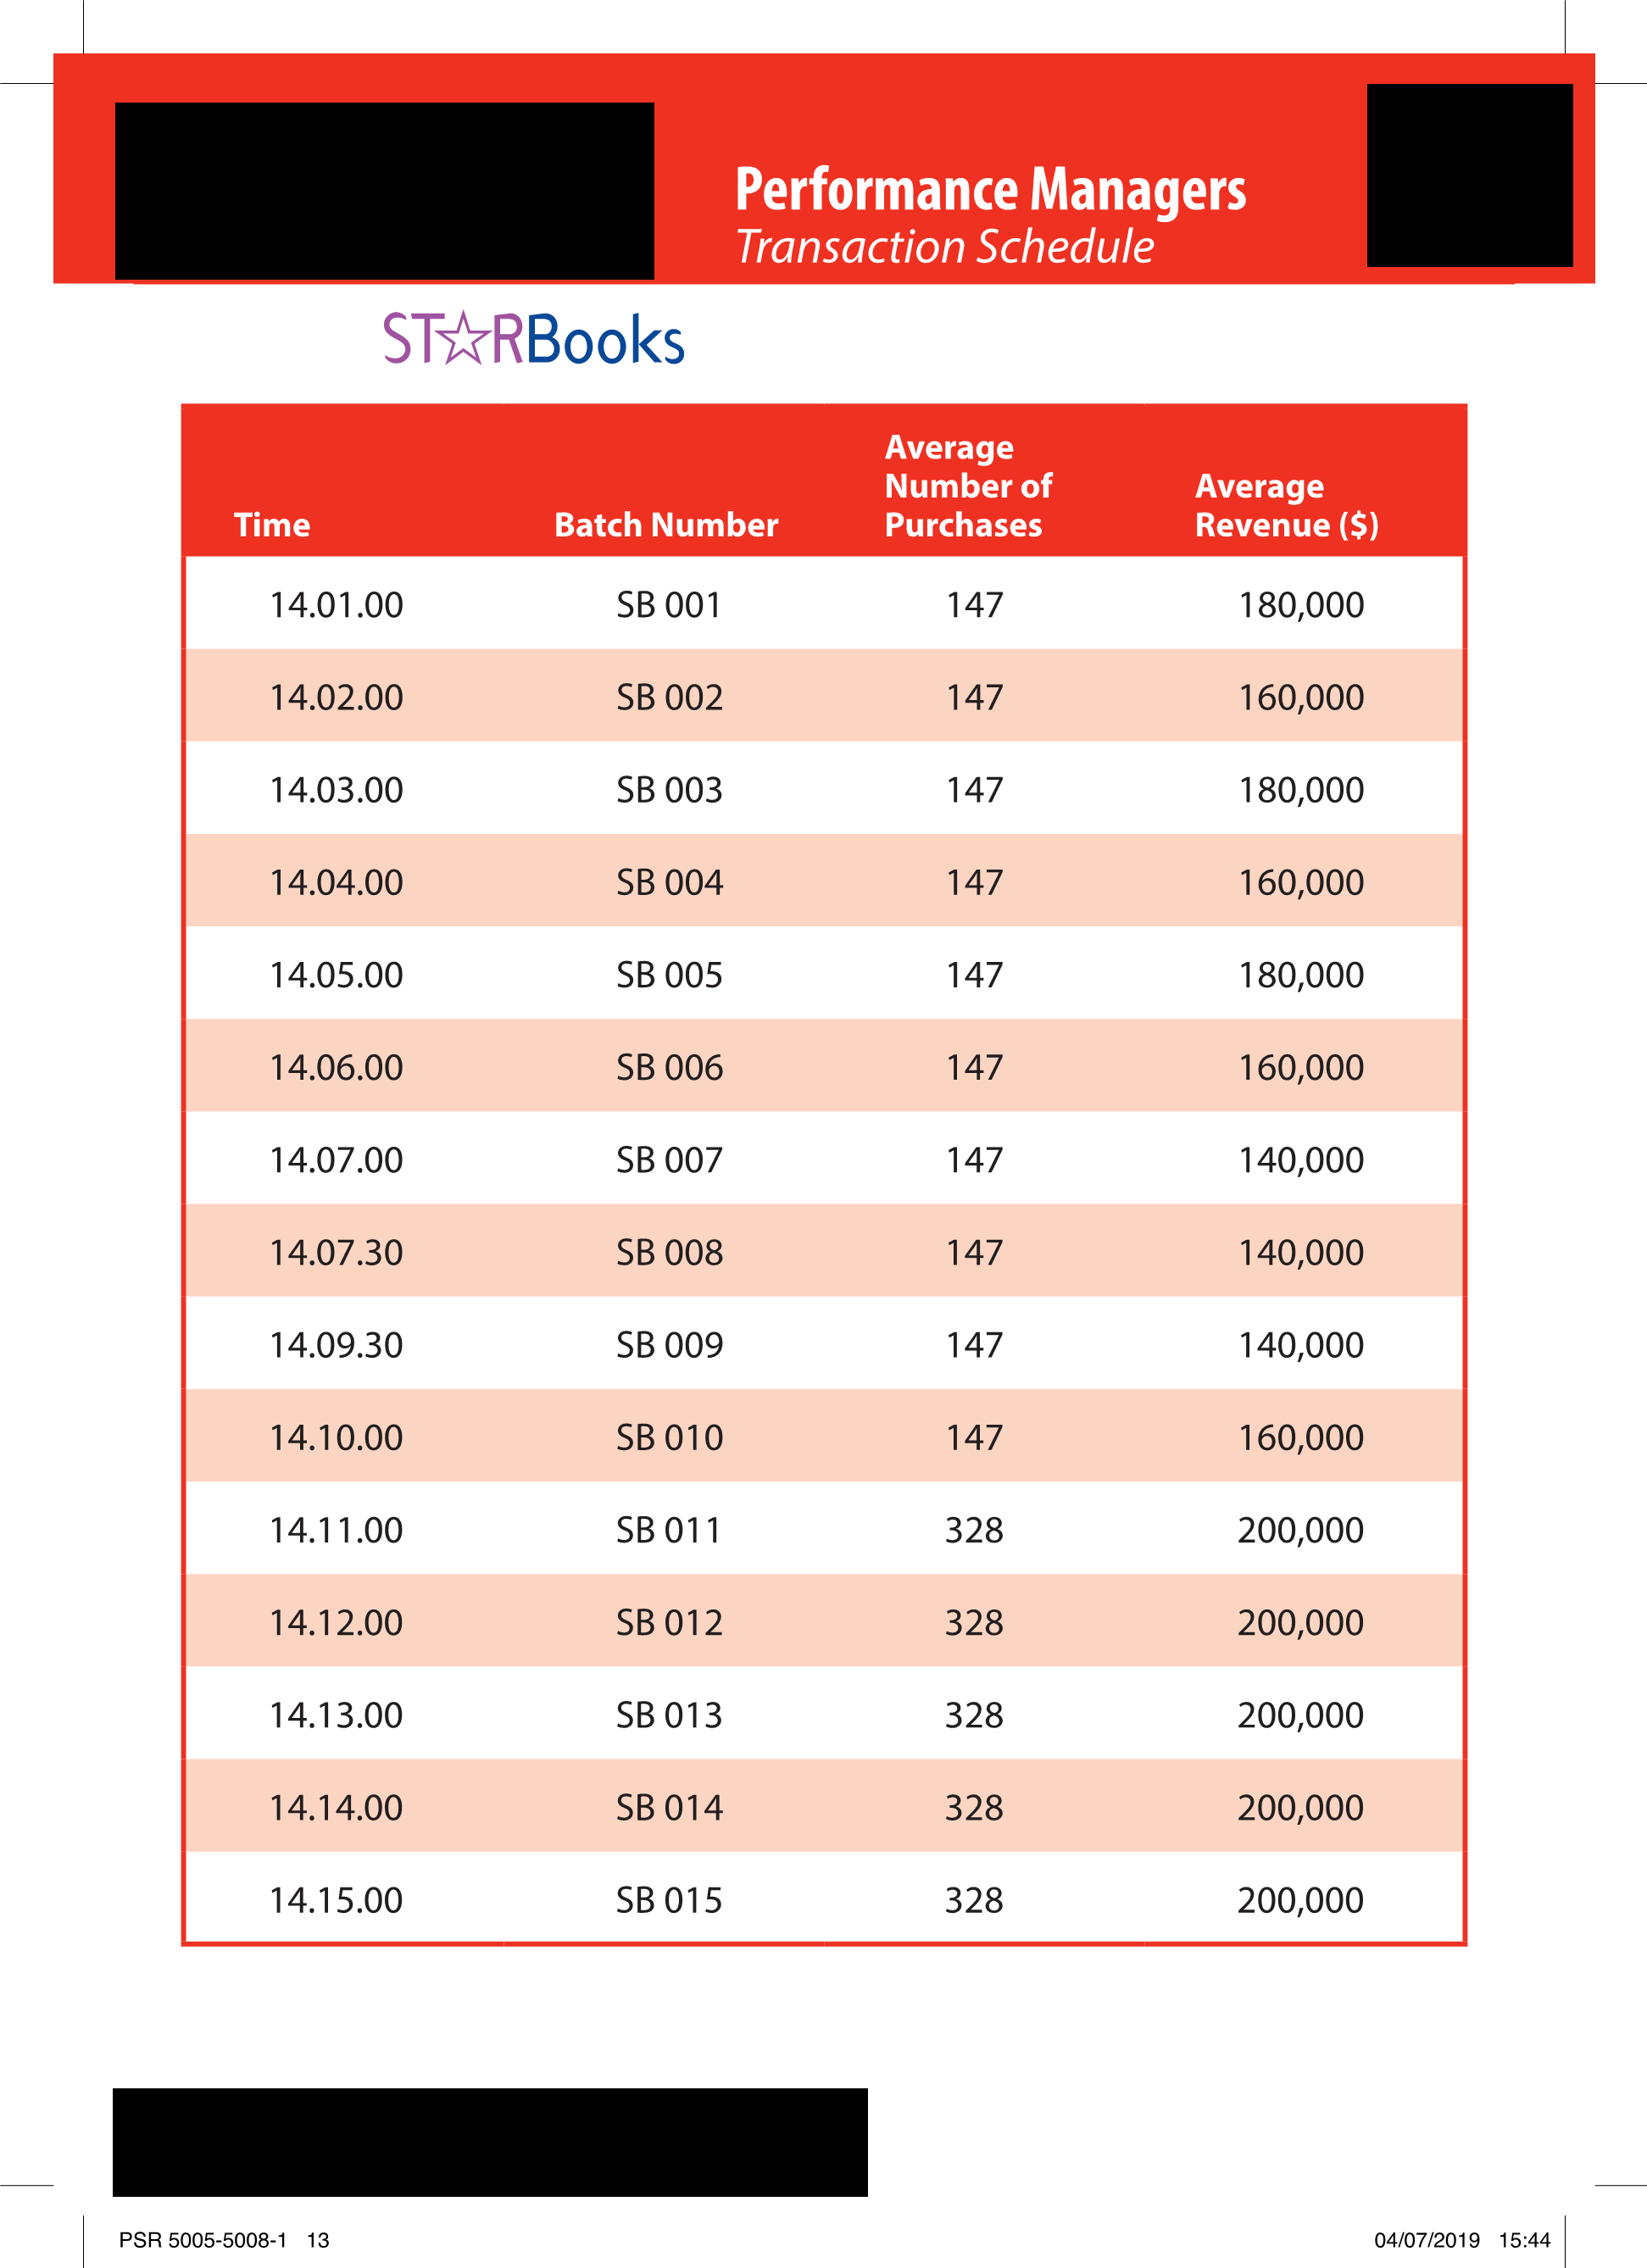 Performance Managers
Transaction Schedule
ST☆RBooks
Time Batch Number Average Number of Purchases Average Revenue ($)
14.01.00 SB 001 147 180,000
14.02.00 SB 002 147 160,000
14.03.00 SB 003 147 180,000
14.04.00 SB 004 147 160,000
14.05.00 SB 005 147 180,000
14.06.00 SB 006 147 160,000
14.07.00 SB 007 147 140,000
14.07.30 SB 008 147 140,000
14.09.30 SB 009 147 140,000
14.10.00 SB 010 147 160,000
14.11.00 SB 011 328 200,000
14.12.00 SB 012 328 200,000
14.13.00 SB 013 328 200,000
14.14.00 SB 014 328 200,000
14.15.00 SB 015 328 200,000
PSR 5005-5008-1 13 04/07/2019 15:44